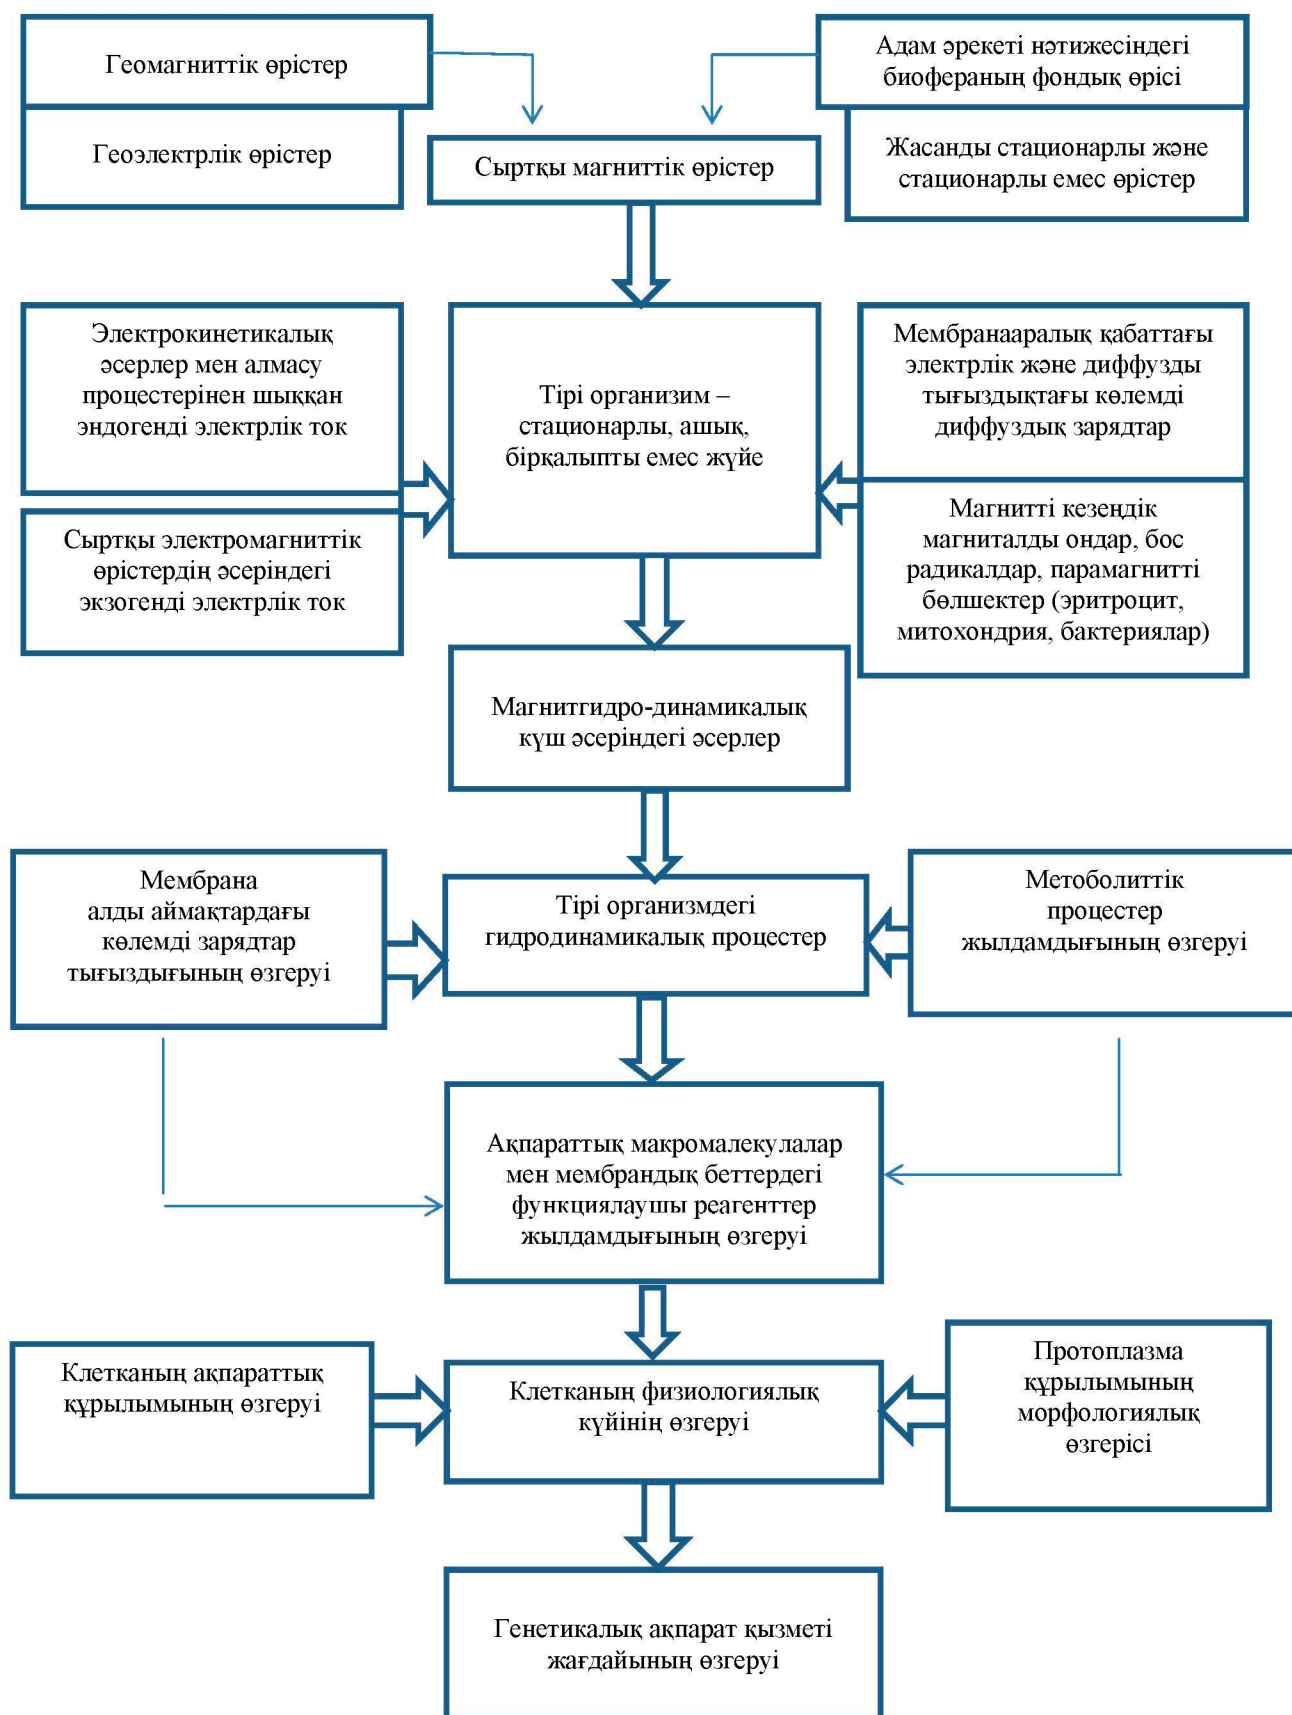 Геомагниттік өрістер
Адам әрекеті нәтижесіндегі
биофераның фондық өрісі
Геоэлектрлік өрістер
Сыртқы магниттік өрістер
Жасанды стационарлы және
стационарлы емес өрістер
Электрокинетикалық
әсерлер мен алмасу
процестерінен шыққан
эндогенді электрлік ток
Тірі организим –
стационарлы, ашық,
бірқалыпты емес жүйе
Мембранааралық қабаттағы
электрлік және диффузды
тығыздықтағы көлемді
диффуздық зарядтар
Сыртқы электромагниттік
өрістердің әсеріндегі
экзогенді электрлік ток
Магнитті кезеңдік
магниталды ондар, бос
радикалдар, парамагнитті
бөлшектер (эритроцит,
митохондрия, бактериялар)
Магнитгидро-динамикалық
күш әсеріндегі әсерлер
Мембрана
алды аймақтардағы
көлемді зарядтар
тығыздығының өзгеруі
Тірі организмдегі
гидродинамикалық процестер
Метоболиттік
процестер
жылдамдығының өзгеруі
Ақпараттық макромалекулалар
мен мембрандық беттердегі
функциялаушы реагенттер
жылдамдығының өзгеруі
Клетканың ақпараттық
құрылымының өзгеруі
Клетканың физиологиялық
күйінің өзгеруі
Протоплазма
құрылымының
морфологиялық
өзгерісі
Генетикалық ақпарат қызметі
жағдайының өзгеруі